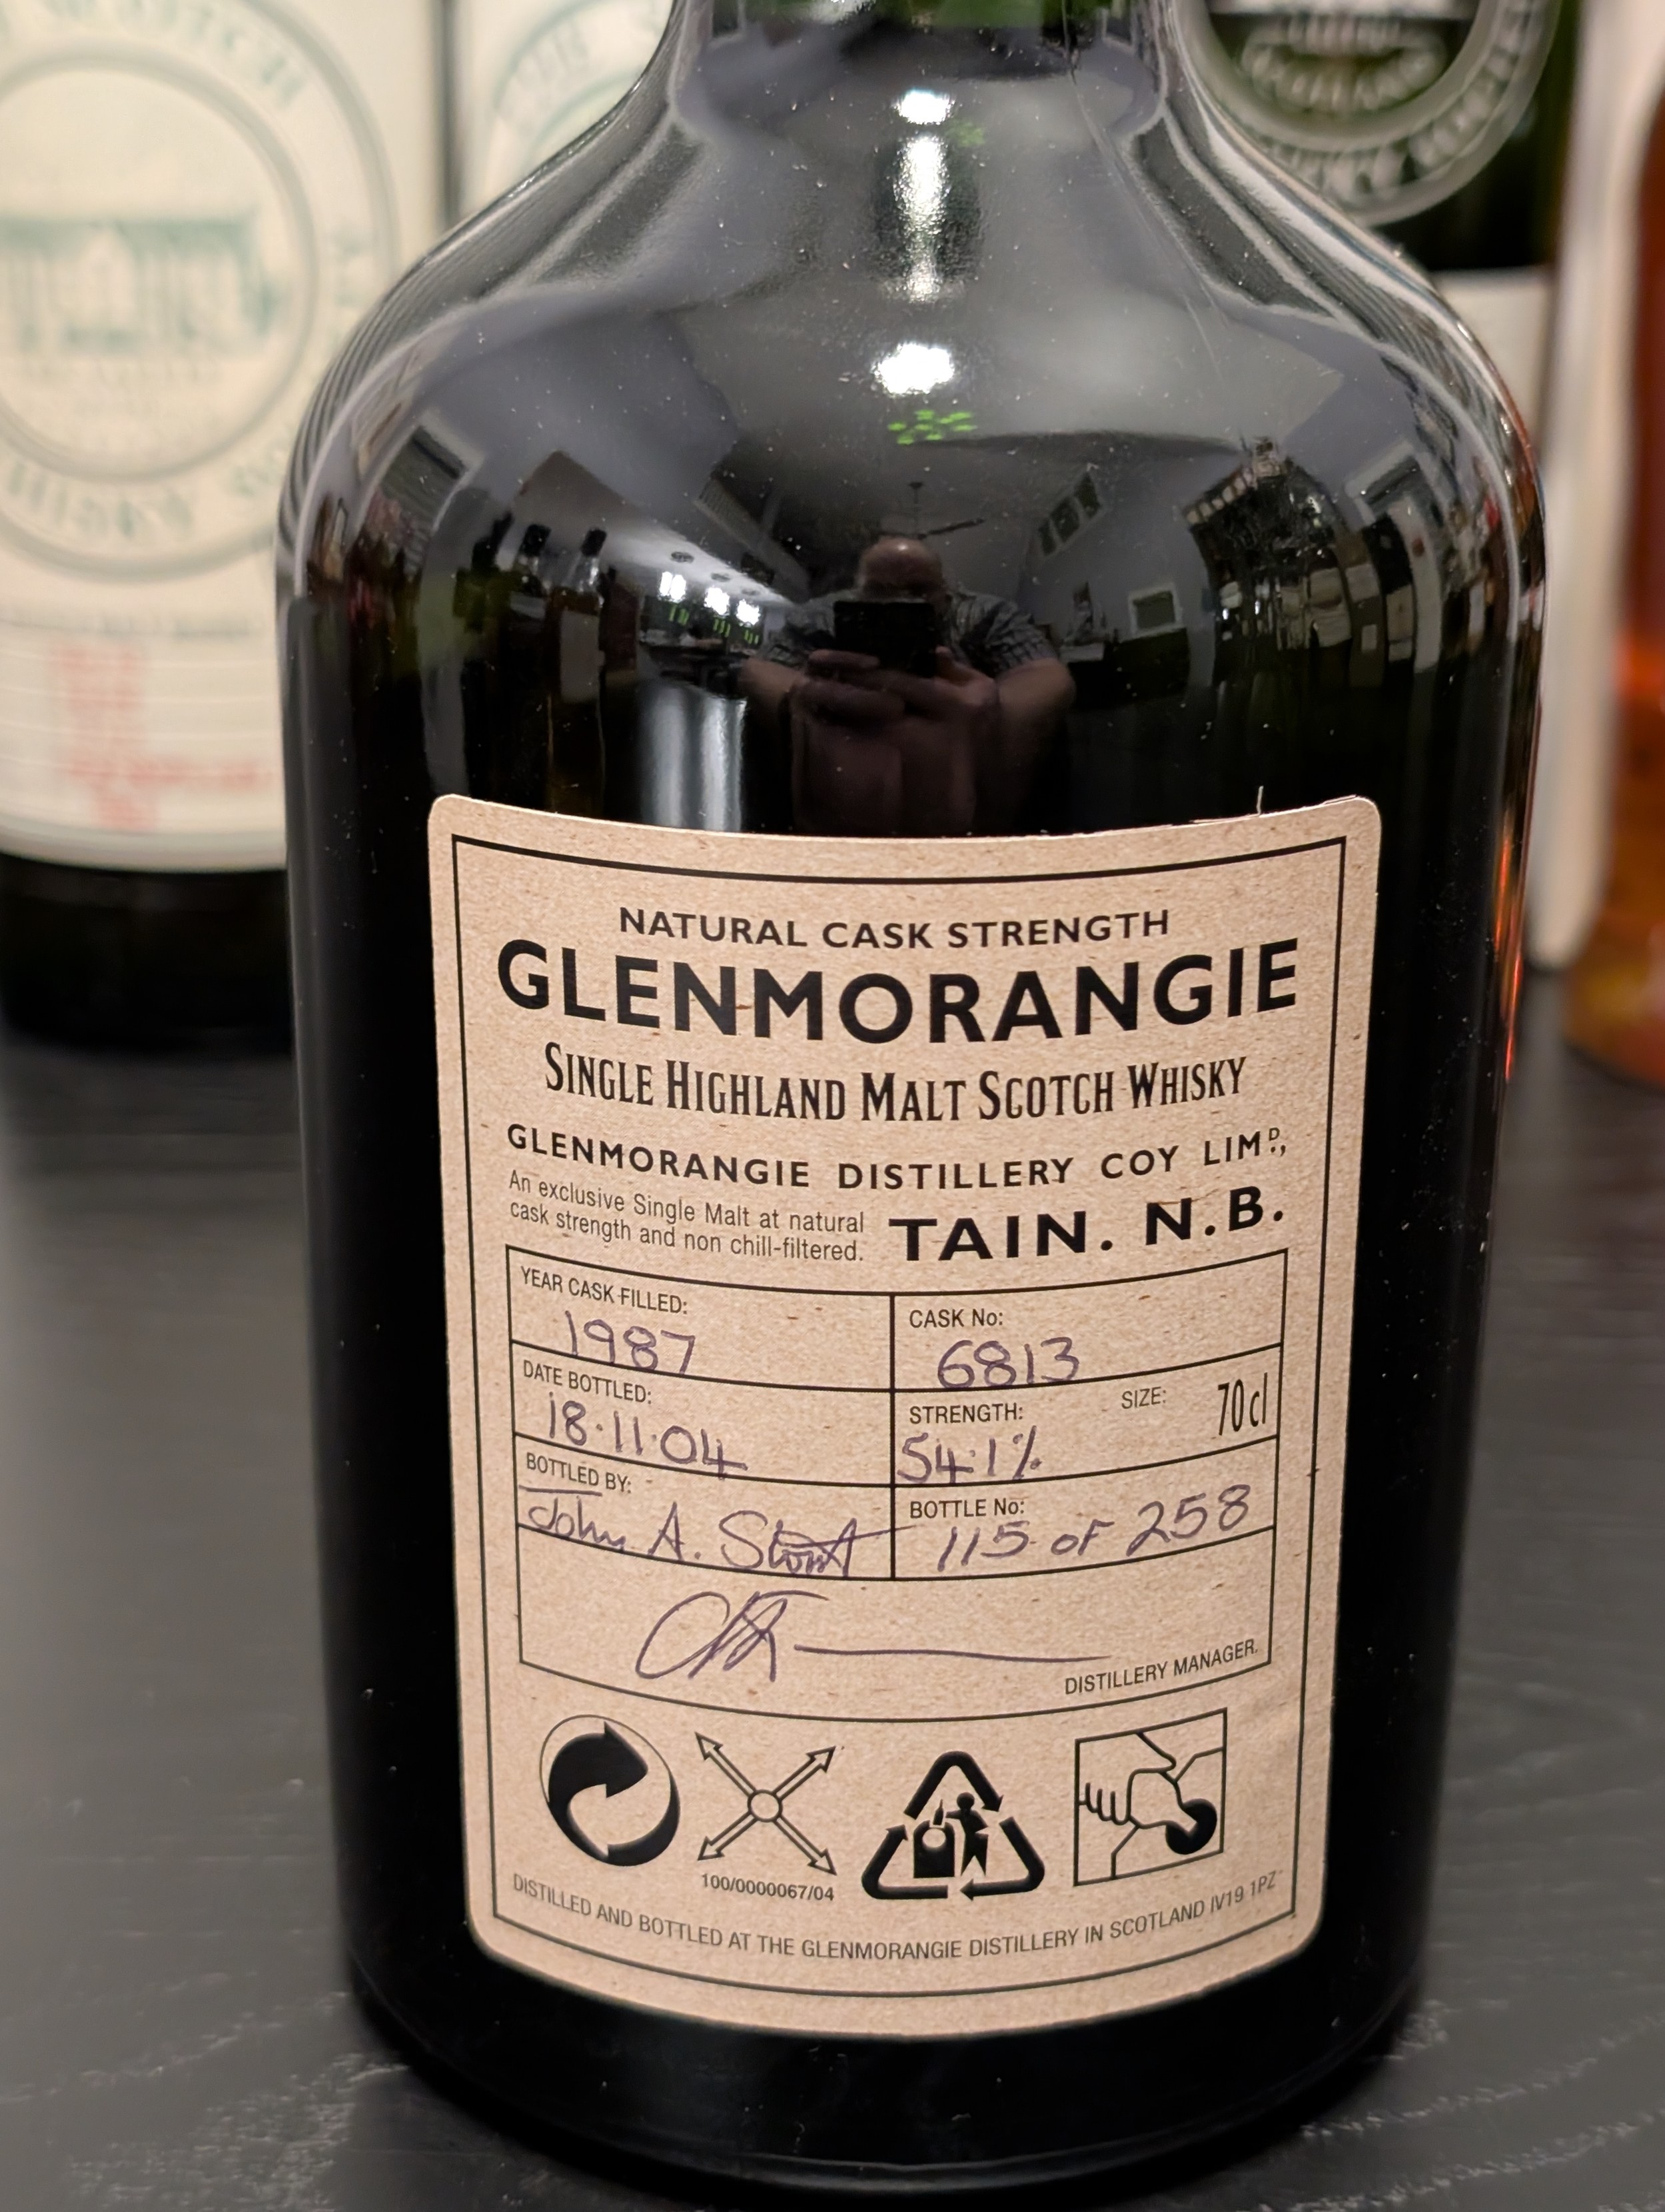 NATURAL CASK STRENGTH
GLENMORANGIE
SINGLE HIGHLAND MALT SCOTCH WHISKY
GLENMORANGIE DISTILLERY COY LIMD.,
An exclusive Single Malt at natural
cask strength and non chill-filtered.
TAIN. N.B.
YEAR CASK FILLED:
1987
CASK No:
6813
DATE BOTTLED:
18.11.04
STRENGTH:
54.1%
SIZE: 70cl
BOTTLED BY:
John A.
BOTTLE No:
115 OF 258
DISTILLERY MANAGER.
100/0000067/04
DISTILLED AND BOTTLED AT THE GLENMORANGIE DISTILLERY IN SCOTLAND IV19 1PZ